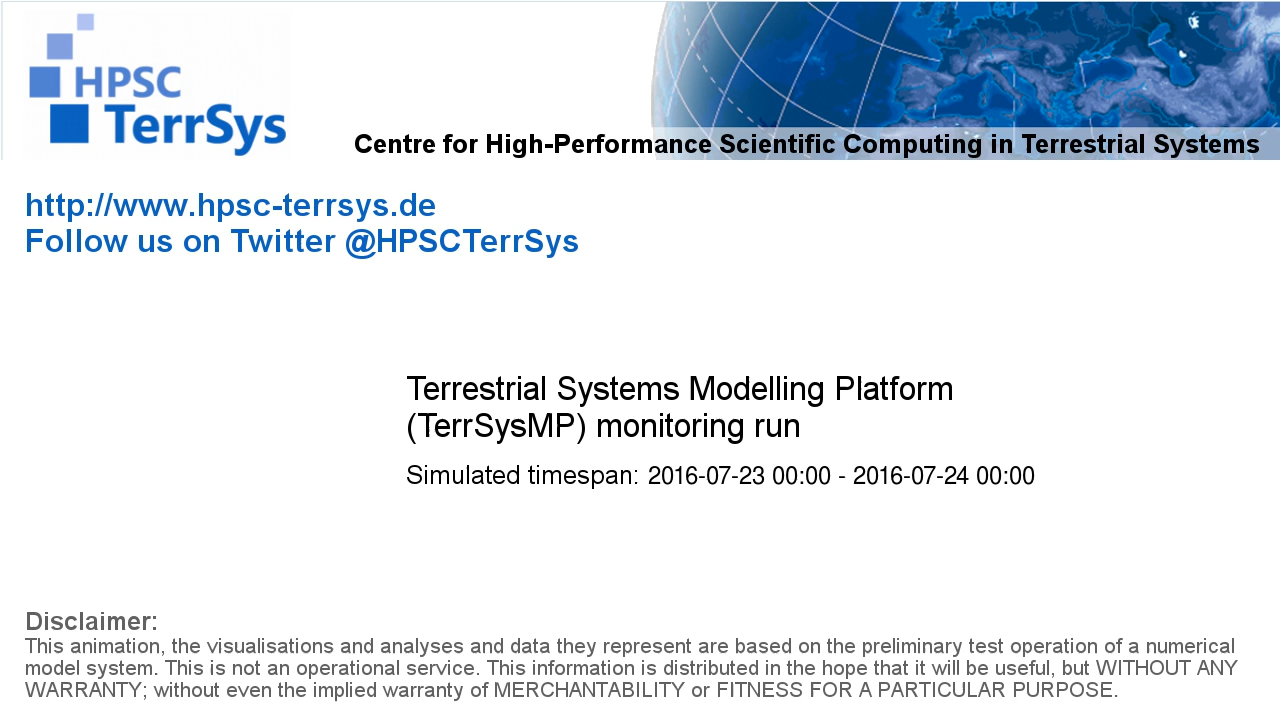 HPSC
TerrSys
Centre for High-Performance Scientific Computing in Terrestrial Systems
http://www.hpsc-terrsys.de
Follow us on Twitter @HPSCTerrSys
Terrestrial Systems Modelling Platform
(TerrSysMP) monitoring run
Simulated timespan: 2016-07-23 00:00 - 2016-07-24 00:00
Disclaimer:
This animation, the visualisations and analyses and data they represent are based on the preliminary test operation of a numerical
model system. This is not an operational service. This information is distributed in the hope that it will be useful, but WITHOUT ANY
WARRANTY; without even the implied warranty of MERCHANTABILITY or FITNESS FOR A PARTICULAR PURPOSE.